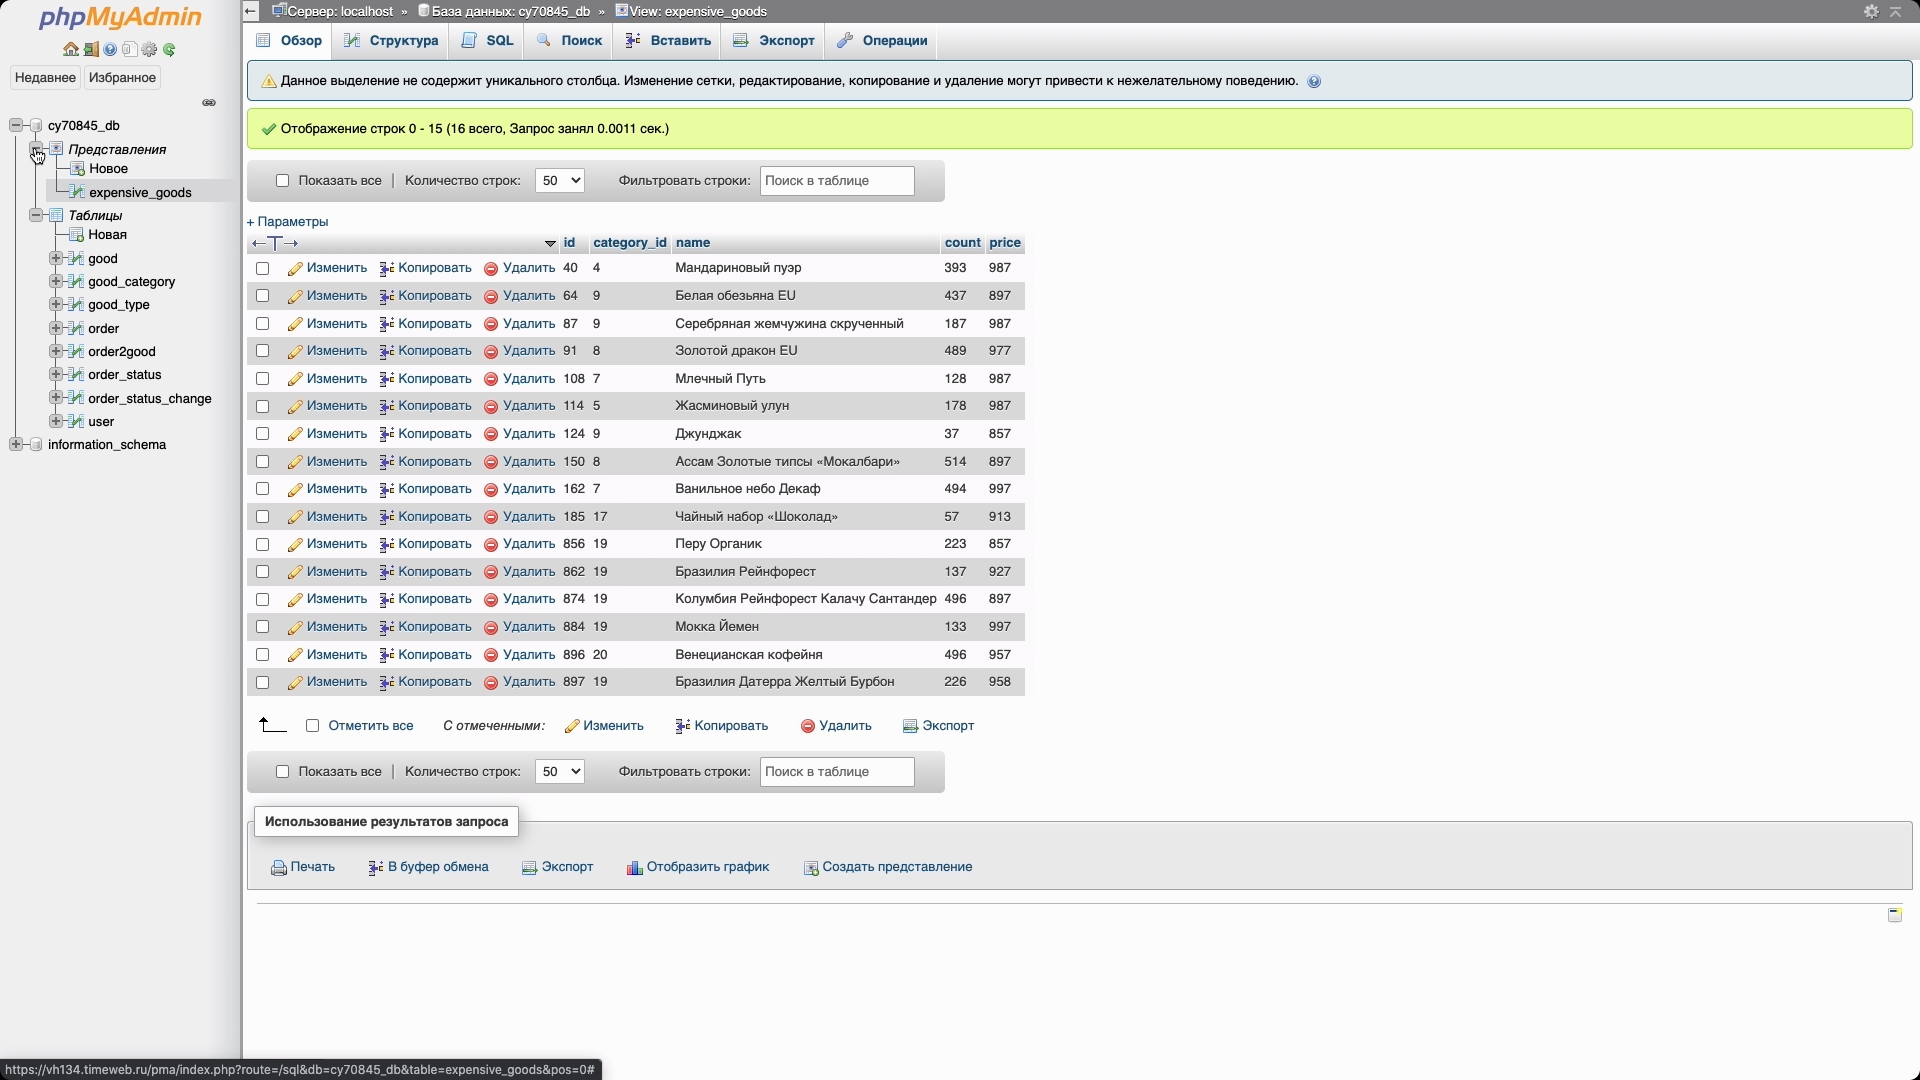 phpMyAdmin
Недавнее Избранное
cy70845_db
Представления
Новое
expensive_goods
Таблицы
Новая
good
good_category
good_type
order
order2good
order_status
order_status_change
user
information_schema
Сервер: localhost » База данных: cy70845_db » View: expensive_goods
Обзор Структура SQL Поиск Вставить Экспорт Операции
Данное выделение не содержит уникального столбца. Изменение сетки, редактирование, копирование и удаление могут привести к нежелательному поведению.
Отображение строк 0 - 15 (16 всего, Запрос занял 0.0011 сек.)
Показать все | Количество строк: 50 Фильтровать строки: Поиск в таблице
+ Параметры
←T→ id category_id name count price
Изменить Копировать Удалить 40 4 Мандариновый пуэр 393 987
Изменить Копировать Удалить 64 9 Белая обезьяна EU 437 897
Изменить Копировать Удалить 87 9 Серебряная жемчужина скрученный 187 987
Изменить Копировать Удалить 91 8 Золотой дракон EU 489 977
Изменить Копировать Удалить 108 7 Млечный Путь 128 987
Изменить Копировать Удалить 114 5 Жасминовый улун 178 987
Изменить Копировать Удалить 124 9 Джунджак 37 857
Изменить Копировать Удалить 150 8 Ассам Золотые типсы «Мокалбари» 514 897
Изменить Копировать Удалить 162 7 Ванильное небо Декаф 494 997
Изменить Копировать Удалить 185 17 Чайный набор «Шоколад» 57 913
Изменить Копировать Удалить 856 19 Перу Органик 223 857
Изменить Копировать Удалить 862 19 Бразилия Рейнфорест 137 927
Изменить Копировать Удалить 874 19 Колумбия Рейнфорест Калачу Сантандер 496 897
Изменить Копировать Удалить 884 19 Мокка Йемен 133 997
Изменить Копировать Удалить 896 20 Венецианская кофейня 496 957
Изменить Копировать Удалить 897 19 Бразилия Датерра Желтый Бурбон 226 958
Отметить все С отмеченными: Изменить Копировать Удалить Экспорт
Показать все | Количество строк: 50 Фильтровать строки: Поиск в таблице
Использование результатов запроса
Печать В буфер обмена Экспорт Отобразить график Создать представление
https://vh134.timeweb.ru/pma/index.php?route=/sql&db=cy70845_db&table=expensive_goods&pos=0#